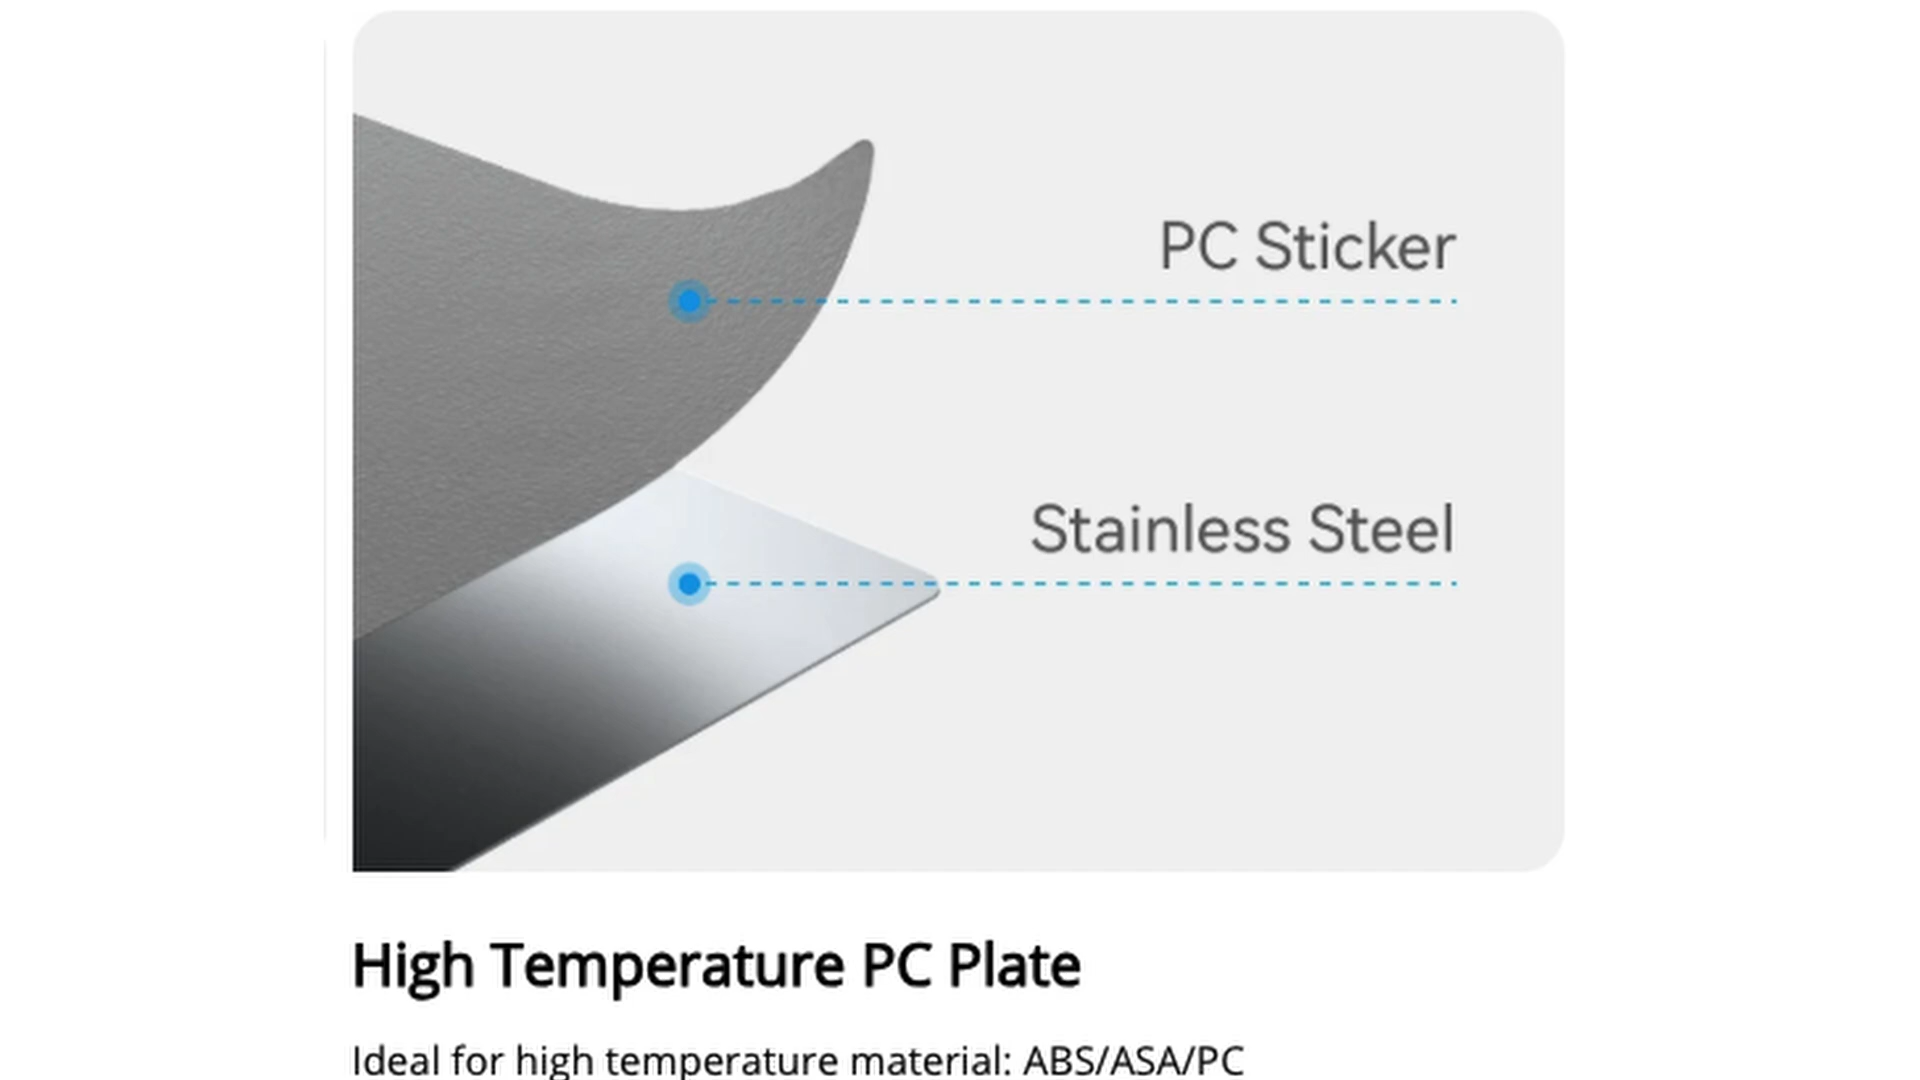 PC Sticker
Stainless Steel
High Temperature PC Plate
Ideal for high temperature material: ABS/ASA/PC